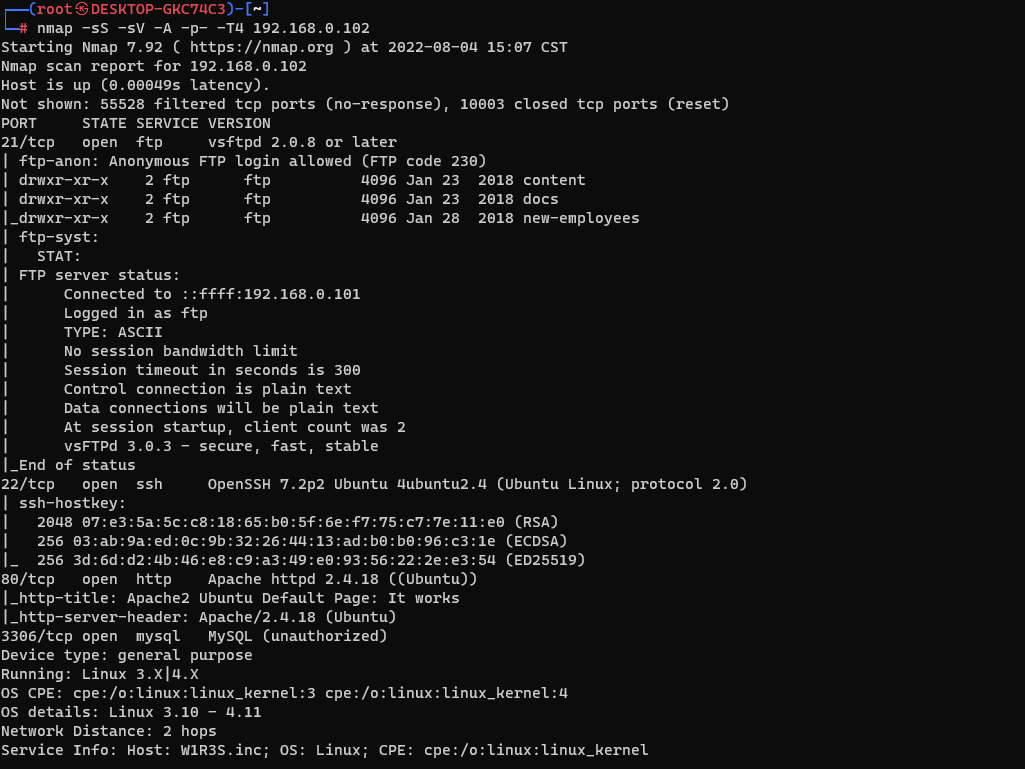 ┌──(root㉿DESKTOP-GKC74C3)-[~]
└─# nmap -sS -sV -A -p- -T4 192.168.0.102
Starting Nmap 7.92 ( https://nmap.org ) at 2022-08-04 15:07 CST
Nmap scan report for 192.168.0.102
Host is up (0.00049s latency).
Not shown: 55528 filtered tcp ports (no-response), 10003 closed tcp ports (reset)
PORT     STATE SERVICE VERSION
21/tcp   open  ftp     vsftpd 2.0.8 or later
| ftp-anon: Anonymous FTP login allowed (FTP code 230)
| drwxr-xr-x    2 ftp      ftp          4096 Jan 23  2018 content
| drwxr-xr-x    2 ftp      ftp          4096 Jan 23  2018 docs
|_drwxr-xr-x    2 ftp      ftp          4096 Jan 28  2018 new-employees
| ftp-syst:
|   STAT:
| FTP server status:
|      Connected to ::ffff:192.168.0.101
|      Logged in as ftp
|      TYPE: ASCII
|      No session bandwidth limit
|      Session timeout in seconds is 300
|      Control connection is plain text
|      Data connections will be plain text
|      At session startup, client count was 2
|      vsFTPd 3.0.3 - secure, fast, stable
|_End of status
22/tcp   open  ssh     OpenSSH 7.2p2 Ubuntu 4ubuntu2.4 (Ubuntu Linux; protocol 2.0)
| ssh-hostkey:
|   2048 07:e3:5a:5c:c8:18:65:b0:5f:6e:f7:75:c7:7e:11:e0 (RSA)
|   256 03:ab:9a:ed:0c:9b:32:26:44:13:ad:b0:b0:96:c3:1e (ECDSA)
|_  256 3d:6d:d2:4b:46:e8:c9:a3:49:e0:93:56:22:2e:e3:54 (ED25519)
80/tcp   open  http    Apache httpd 2.4.18 ((Ubuntu))
|_http-title: Apache2 Ubuntu Default Page: It works
|_http-server-header: Apache/2.4.18 (Ubuntu)
3306/tcp open  mysql   MySQL (unauthorized)
Device type: general purpose
Running: Linux 3.X|4.X
OS CPE: cpe:/o:linux:linux_kernel:3 cpe:/o:linux:linux_kernel:4
OS details: Linux 3.10 - 4.11
Network Distance: 2 hops
Service Info: Host: W1R3S.inc; OS: Linux; CPE: cpe:/o:linux:linux_kernel